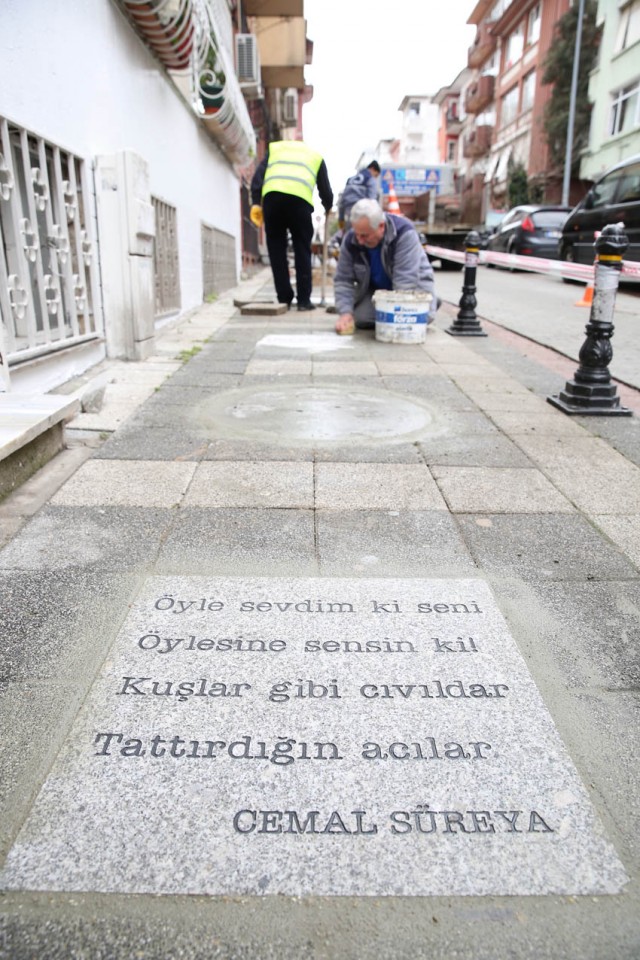 Öyle sevdim ki seni
Öylesine sensin ki!
Kuşlar gibi cıvıldar
Tattırdığın acılar
CEMAL SÜREYA